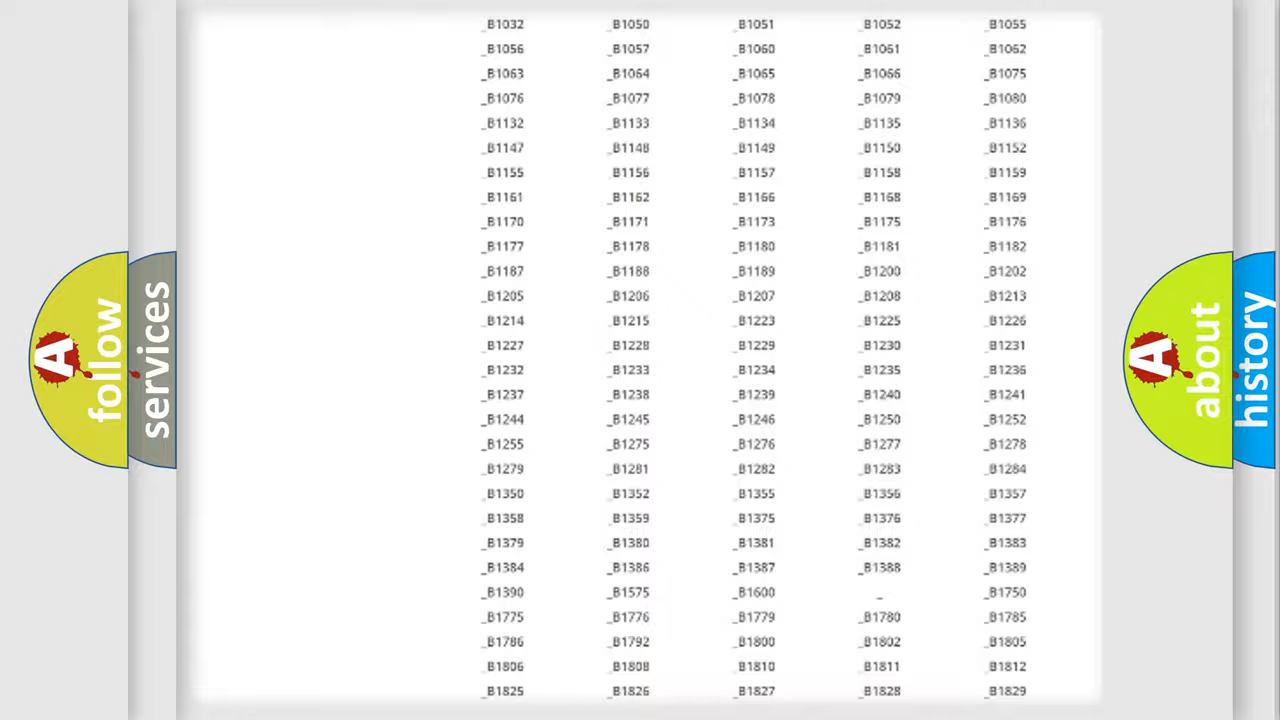 _B1032 _B1050 _B1051 _B1052 _B1055
_B1056 _B1057 _B1060 _B1061 _B1062
_B1063 _B1064 _B1065 _B1066 _B1075
_B1076 _B1077 _B1078 _B1079 _B1080
_B1132 _B1133 _B1134 _B1135 _B1136
_B1147 _B1148 _B1149 _B1150 _B1152
_B1155 _B1156 _B1157 _B1158 _B1159
_B1161 _B1162 _B1166 _B1168 _B1169
_B1170 _B1171 _B1173 _B1175 _B1176
_B1177 _B1178 _B1180 _B1181 _B1182
_B1187 _B1188 _B1189 _B1200 _B1202
_B1205 _B1206 _B1207 _B1208 _B1213
_B1214 _B1215 _B1223 _B1225 _B1226
_B1227 _B1228 _B1229 _B1230 _B1231
_B1232 _B1233 _B1234 _B1235 _B1236
_B1237 _B1238 _B1239 _B1240 _B1241
_B1244 _B1245 _B1246 _B1250 _B1252
_B1255 _B1275 _B1276 _B1277 _B1278
_B1279 _B1281 _B1282 _B1283 _B1284
_B1350 _B1352 _B1355 _B1356 _B1357
_B1358 _B1359 _B1375 _B1376 _B1377
_B1379 _B1380 _B1381 _B1382 _B1383
_B1384 _B1386 _B1387 _B1388 _B1389
_B1390 _B1575 _B1600 _ _B1750
_B1775 _B1776 _B1779 _B1780 _B1785
_B1786 _B1792 _B1800 _B1802 _B1805
_B1806 _B1808 _B1810 _B1811 _B1812
_B1825 _B1826 _B1827 _B1828 _B1829
A follow
services
A about
history